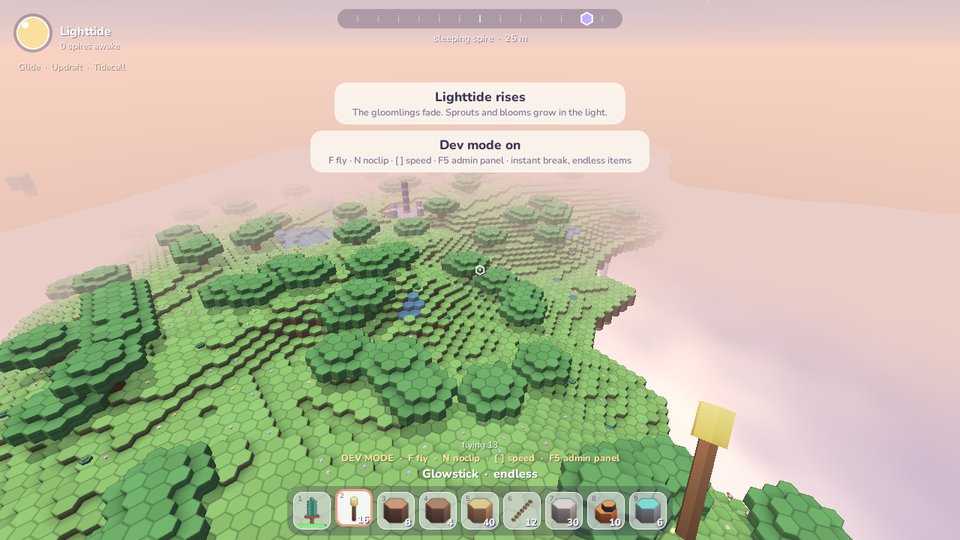 Lighttide
0 spires awake
Glide · Updraft · Tidecall
sleeping spire · 25 m
Lighttide rises
The gloomlings fade. Sprouts and blooms grow in the light.
Dev mode on
F fly · N noclip · [ ] speed · F5 admin panel · instant break, endless items
flying 13
DEV MODE · F fly · N noclip · [ ] speed · F5 admin panel
Glowstick · endless
1 2 3 4 5 6 7 8 9
16 8 4 40 12 30 10 6